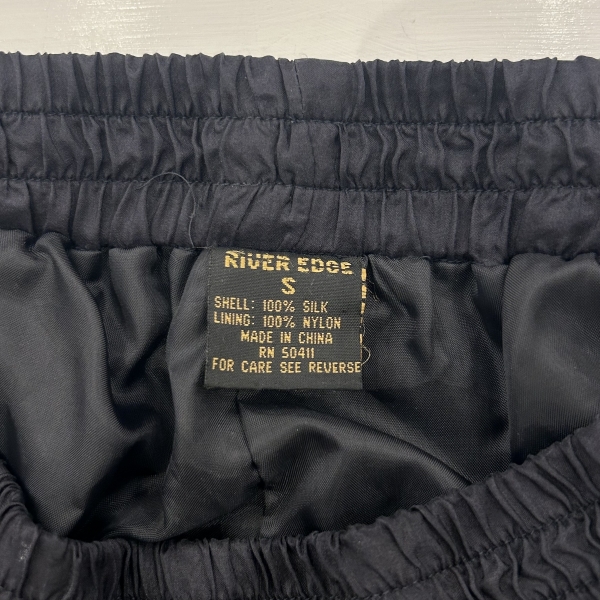 RIVER EDGE
S
SHELL: 100% SILK
LINING: 100% NYLON
MADE IN CHINA
RN 50411
FOR CARE SEE REVERSE